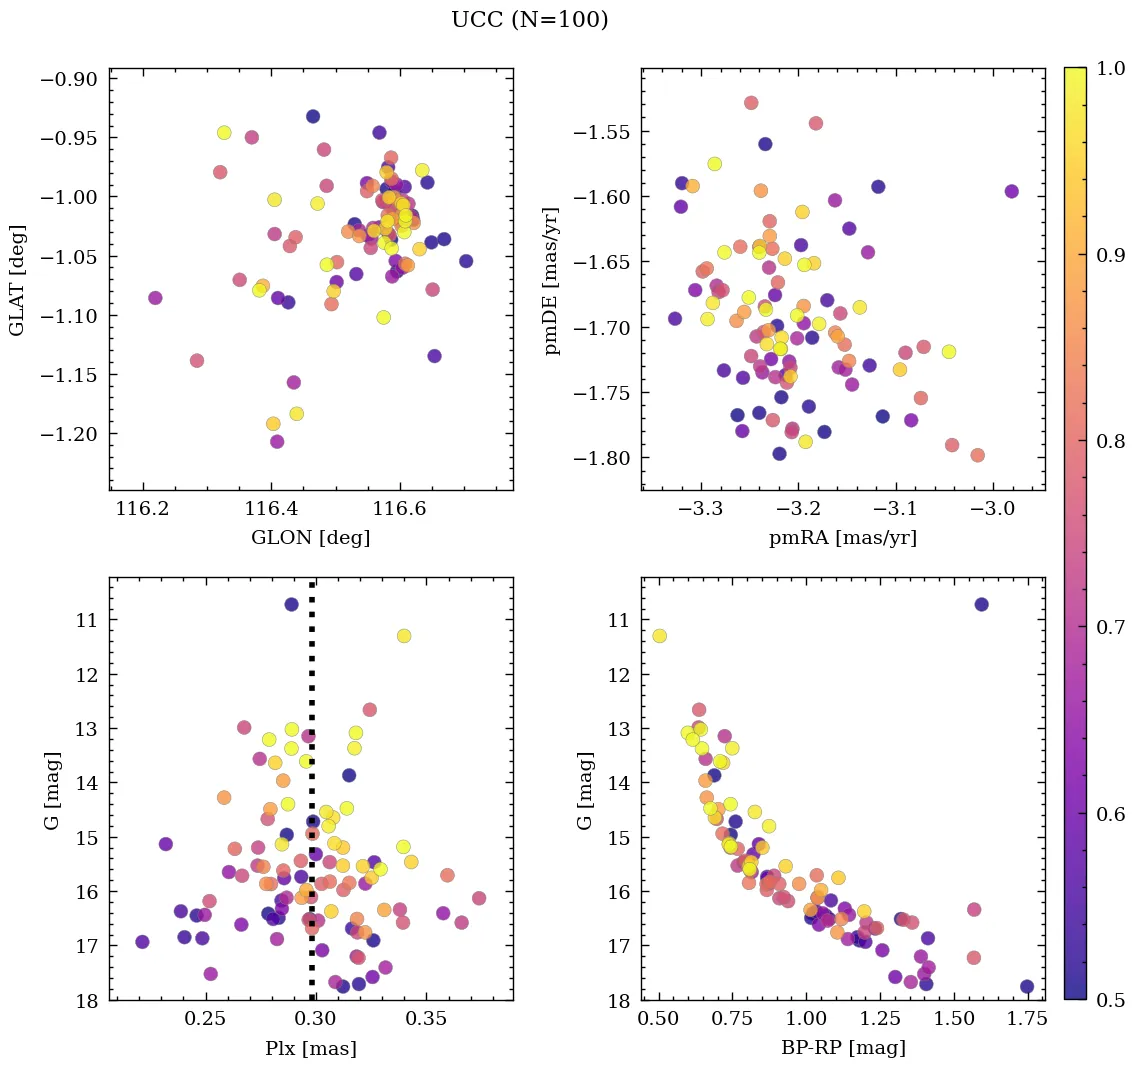 UCC (N=100)
−0.90
−0.95
−1.00
−1.05
−1.10
−1.15
−1.20
GLAT [deg]
116.2 116.4 116.6
GLON [deg]
−1.55
−1.60
−1.65
−1.70
−1.75
−1.80
pmDE [mas/yr]
−3.3 −3.2 −3.1 −3.0
pmRA [mas/yr]
11
12
13
14
15
16
17
18
G [mag]
0.25 0.30 0.35
Plx [mas]
11
12
13
14
15
16
17
18
G [mag]
0.50 0.75 1.00 1.25 1.50 1.75
BP-RP [mag]
1.0
0.9
0.8
0.7
0.6
0.5